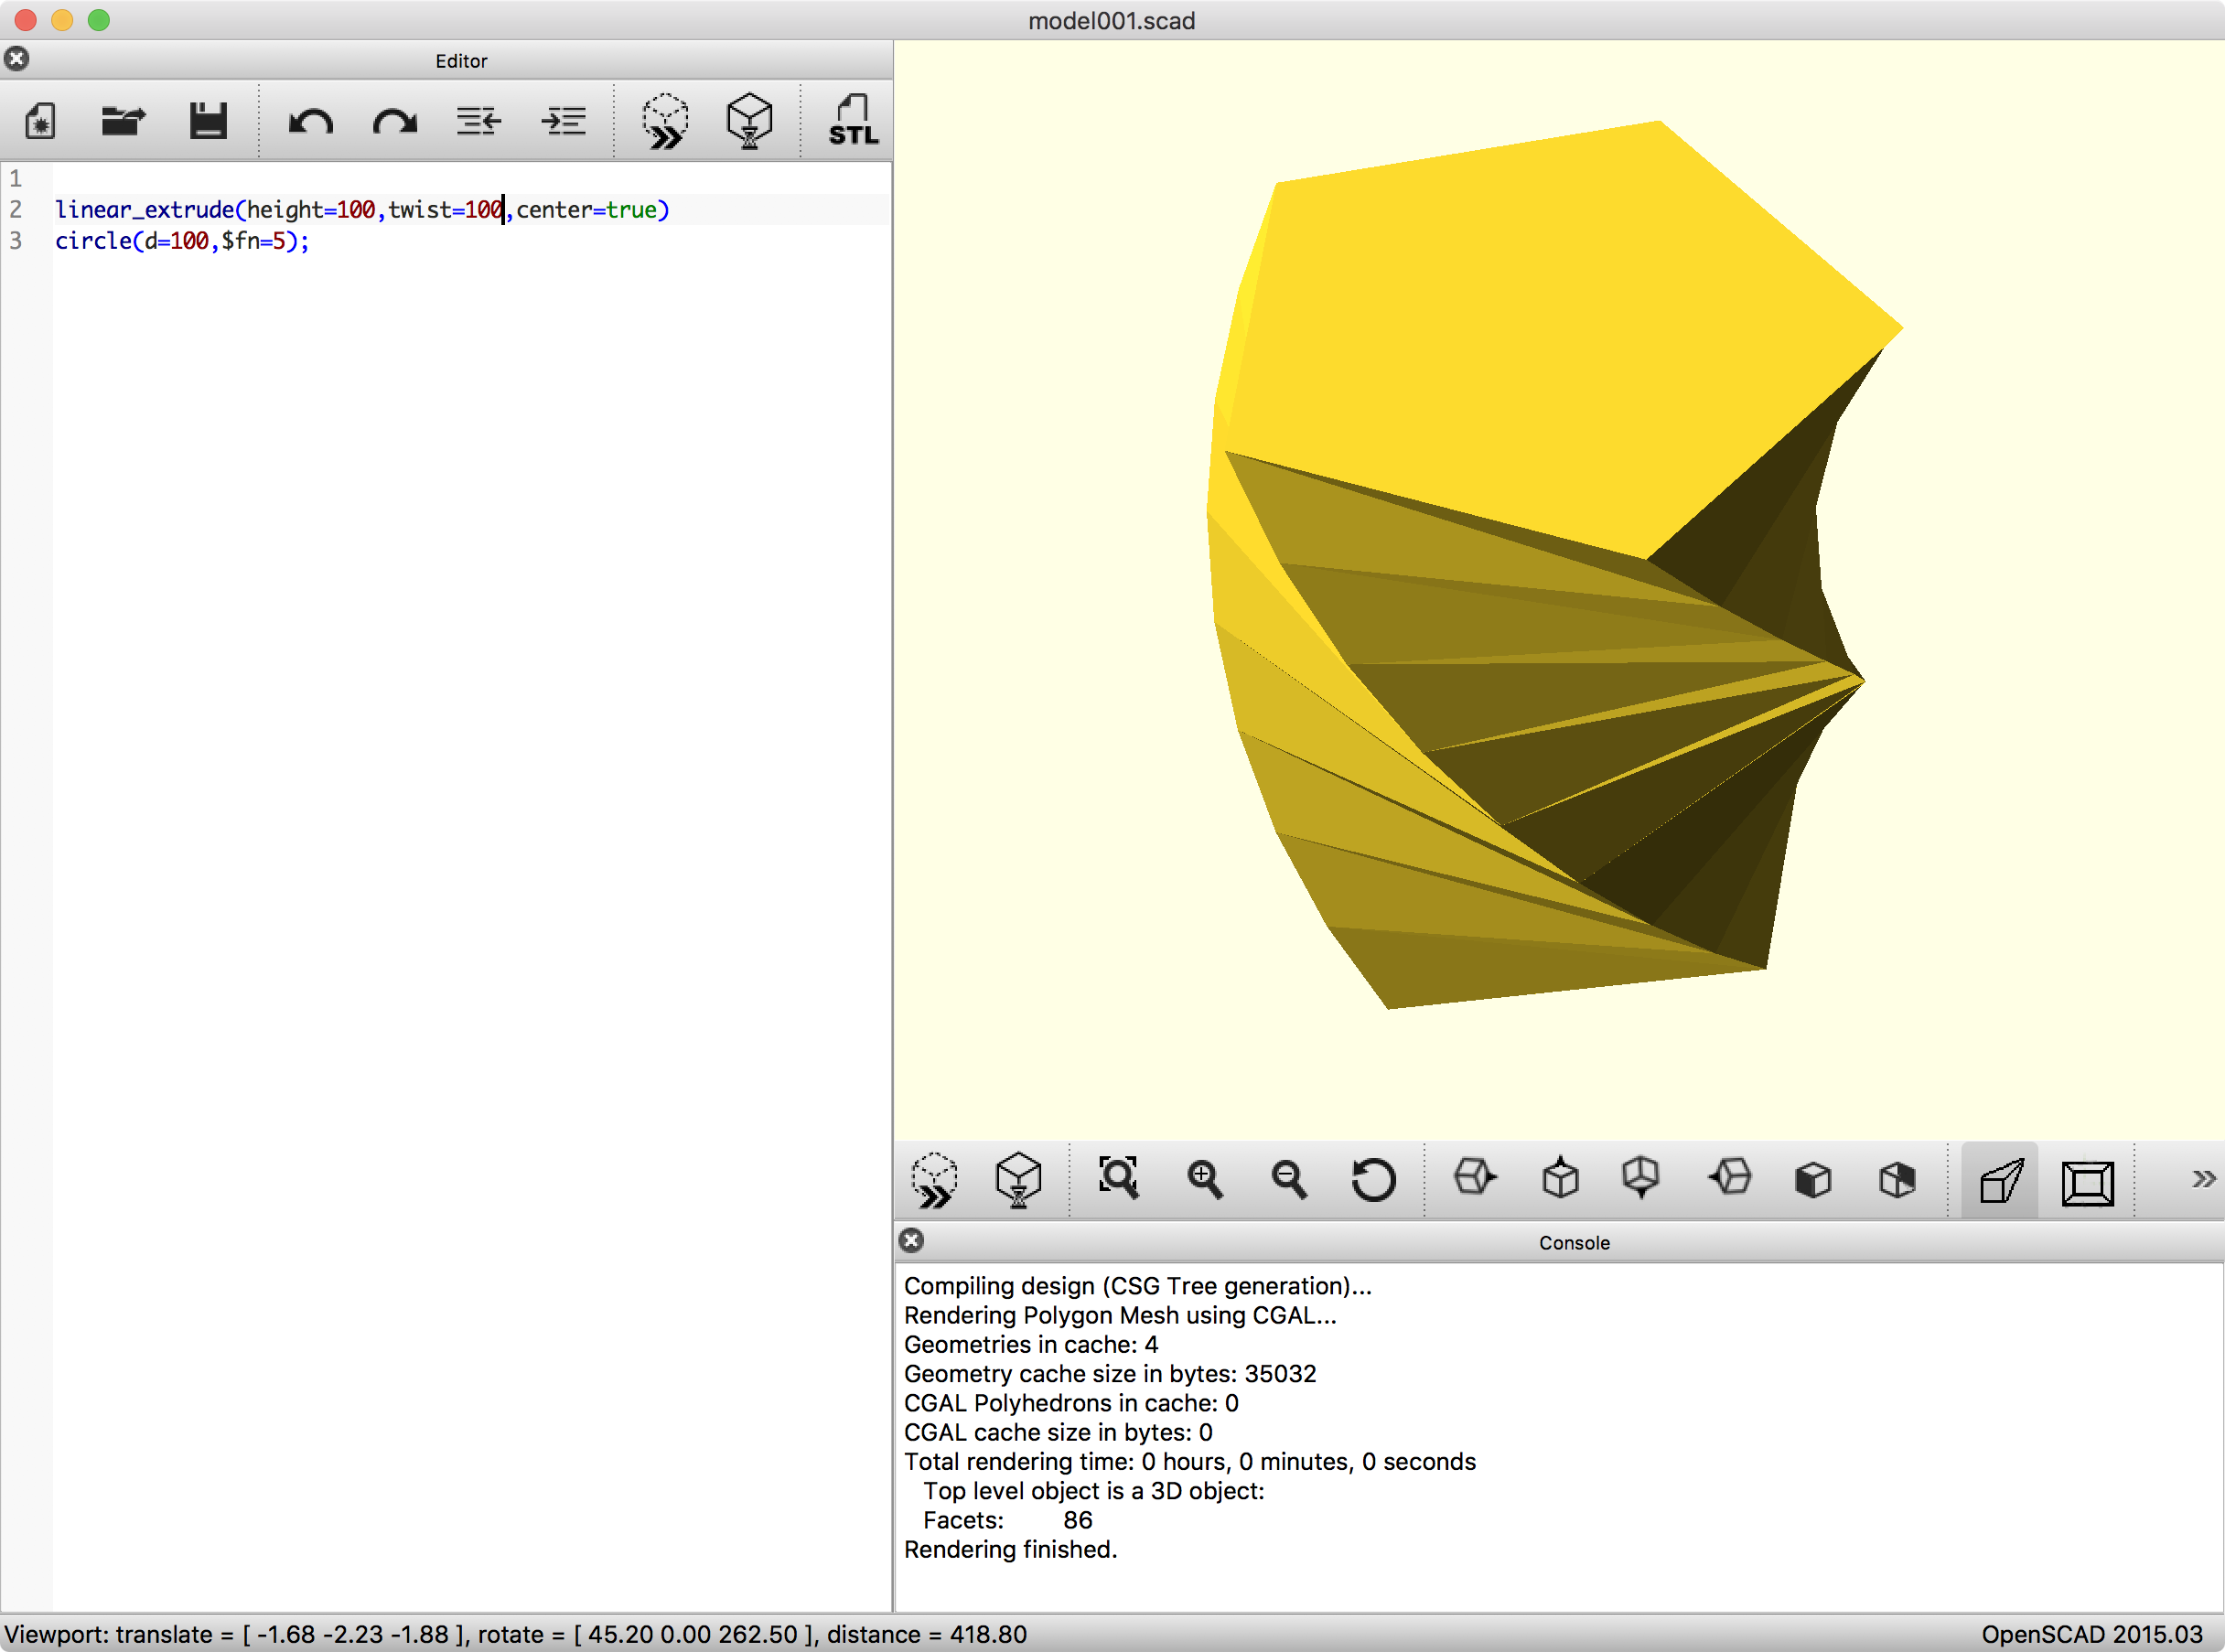 model001.scad
Editor
STL
1
2 linear_extrude(height=100,twist=100,center=true)
3 circle(d=100,$fn=5);
Console
Compiling design (CSG Tree generation)...
Rendering Polygon Mesh using CGAL...
Geometries in cache: 4
Geometry cache size in bytes: 35032
CGAL Polyhedrons in cache: 0
CGAL cache size in bytes: 0
Total rendering time: 0 hours, 0 minutes, 0 seconds
Top level object is a 3D object:
Facets: 86
Rendering finished.
Viewport: translate = [ -1.68 -2.23 -1.88 ], rotate = [ 45.20 0.00 262.50 ], distance = 418.80
OpenSCAD 2015.03